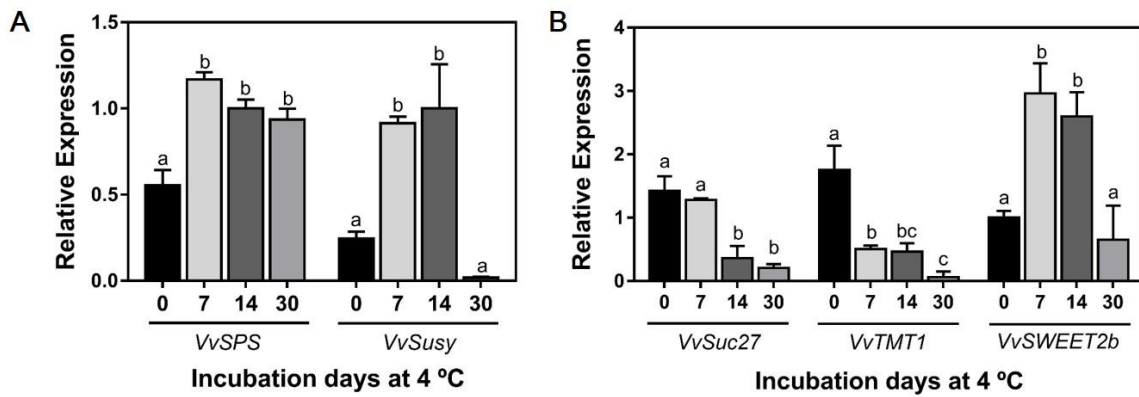 A
Relative Expression
1.5
1.0
0.5
0.0
a
b
b
b
a
b
b
a
0 7 14 30 0 7 14 30
VvSPS VvSusy
Incubation days at 4 ºC
B
Relative Expression
4
3
2
1
0
a
a
b
b
a
b
bc
c
a
b
b
a
0 7 14 30 0 7 14 30 0 7 14 30
VvSuc27 VvTMT1 VvSWEET2b
Incubation days at 4 ºC